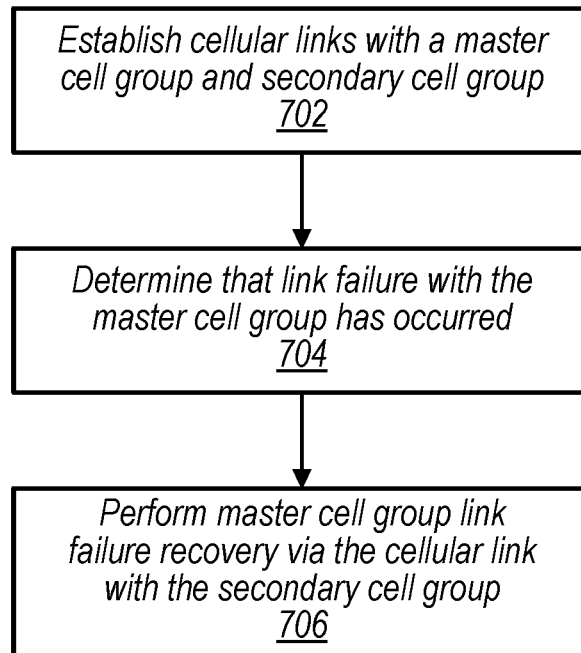 Establish cellular links with a master
cell group and secondary cell group
702
Determine that link failure with the
master cell group has occurred
704
Perform master cell group link
failure recovery via the cellular link
with the secondary cell group
706